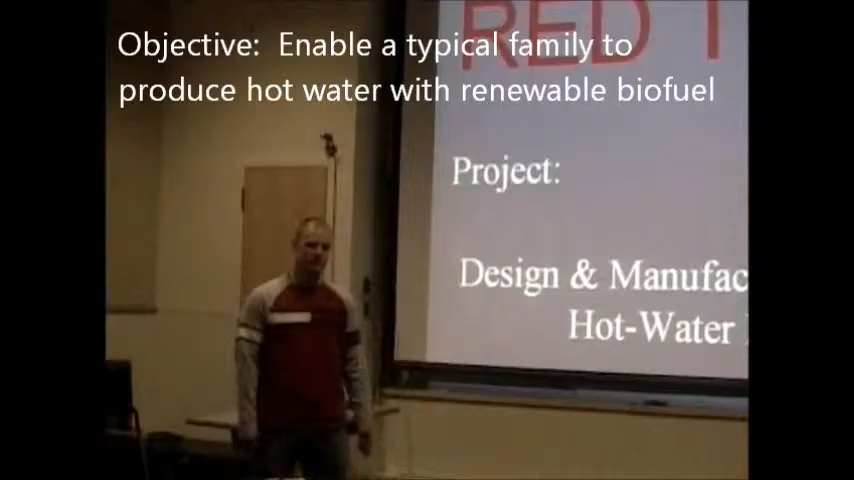 Objective:  Enable a typical family to
produce hot water with renewable biofuel
RED
Project:
Design & Manufac
Hot-Water